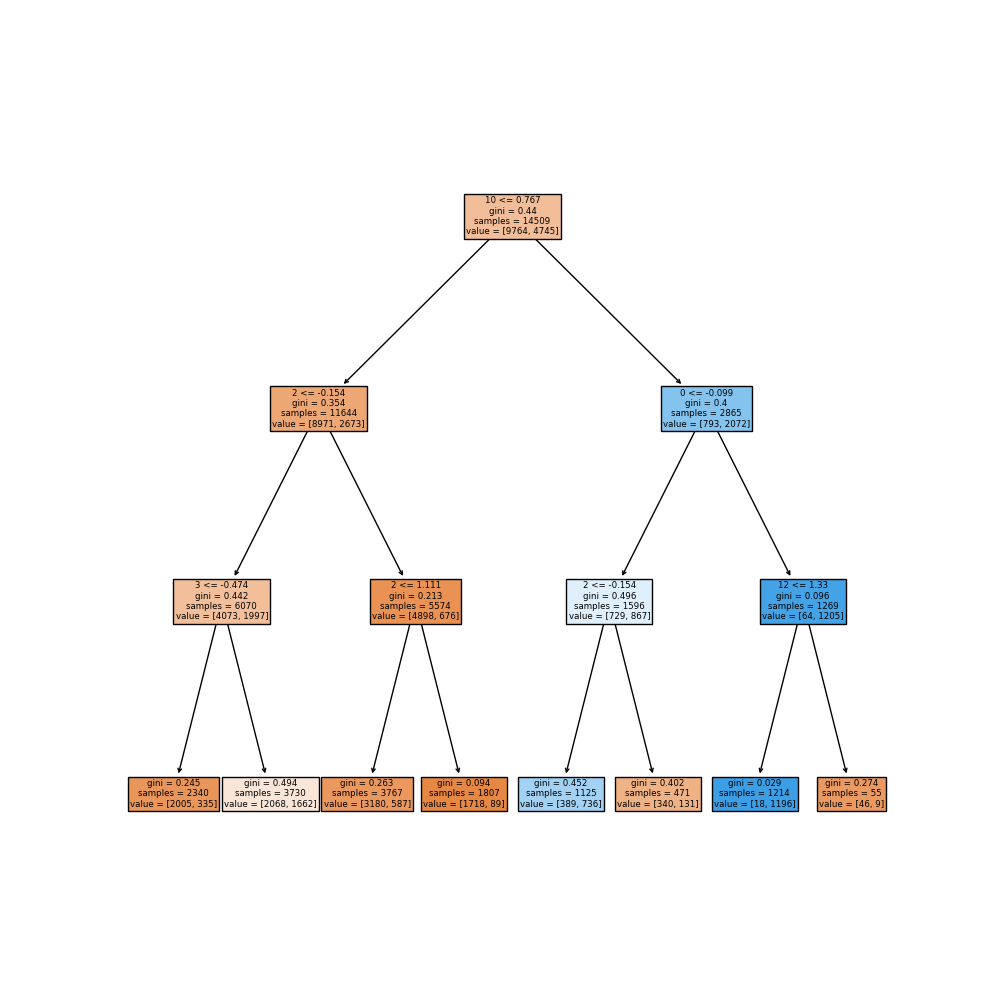 10 <= 0.767
gini = 0.44
samples = 14509
value = [9764, 4745]
2 <= -0.154
gini = 0.354
samples = 11644
value = [8971, 2673]
0 <= -0.099
gini = 0.4
samples = 2865
value = [793, 2072]
3 <= -0.474
gini = 0.442
samples = 6070
value = [4073, 1997]
2 <= 1.111
gini = 0.213
samples = 5574
value = [4898, 676]
2 <= -0.154
gini = 0.496
samples = 1596
value = [729, 867]
12 <= 1.33
gini = 0.096
samples = 1269
value = [64, 1205]
gini = 0.245
samples = 2340
value = [2005, 335]
gini = 0.494
samples = 3730
value = [2068, 1662]
gini = 0.263
samples = 3767
value = [3180, 587]
gini = 0.094
samples = 1807
value = [1718, 89]
gini = 0.452
samples = 1125
value = [389, 736]
gini = 0.402
samples = 471
value = [340, 131]
gini = 0.029
samples = 1214
value = [18, 1196]
gini = 0.274
samples = 55
value = [46, 9]